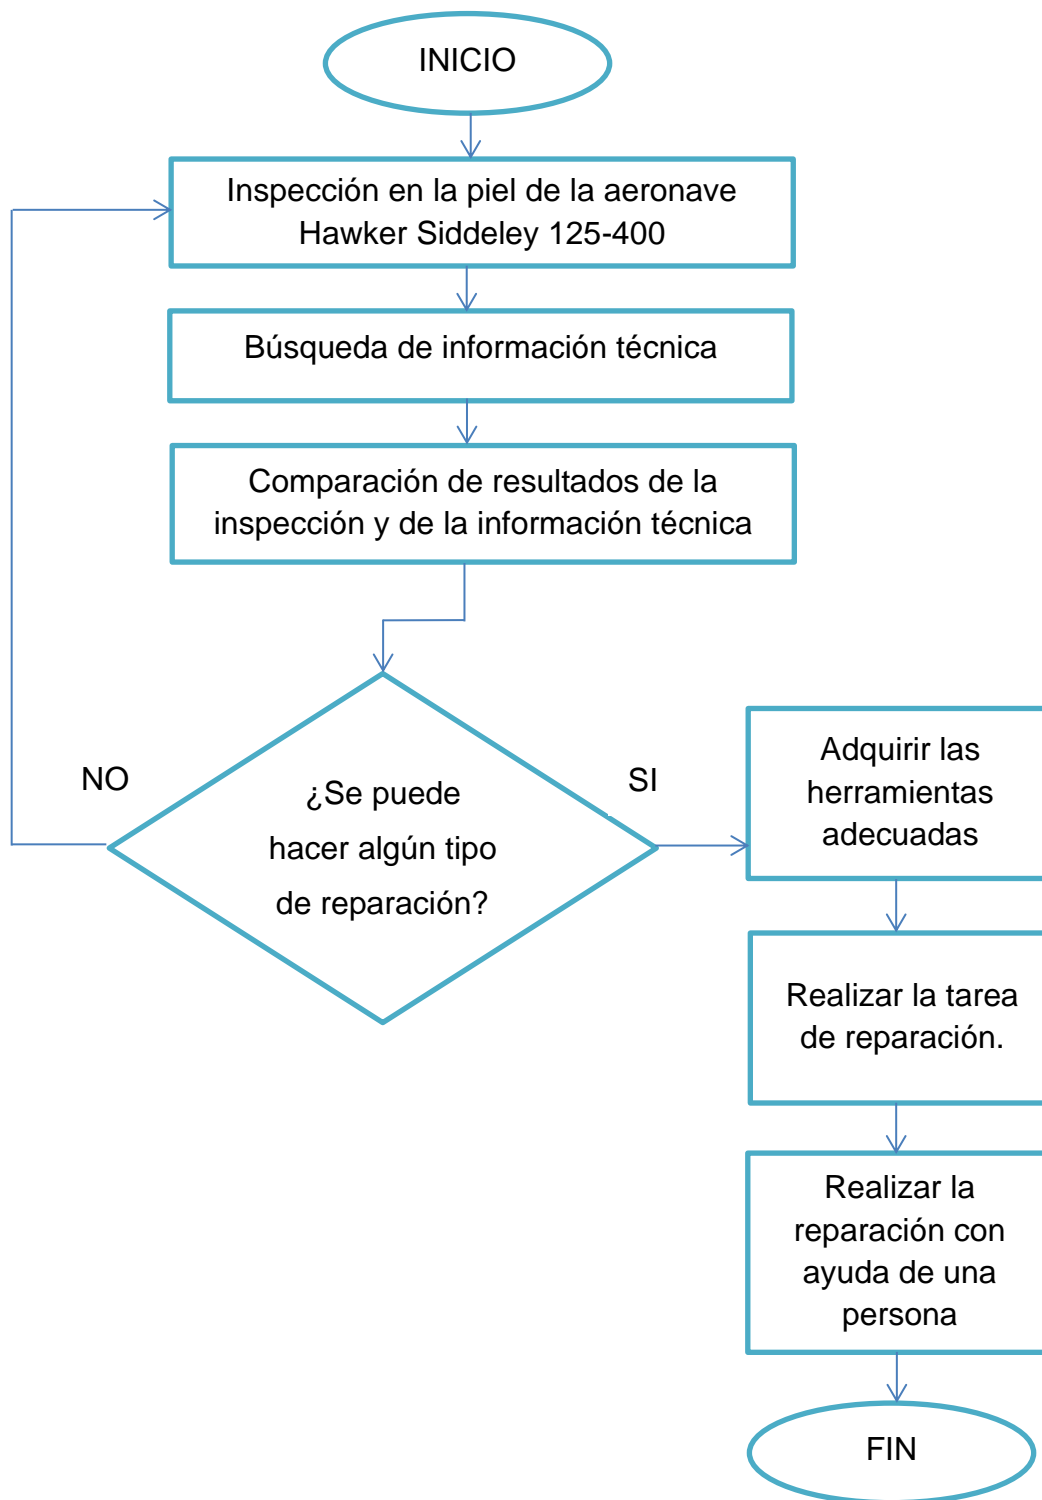 INICIO
Inspección en la piel de la aeronave
Hawker Siddeley 125-400
Búsqueda de información técnica
Comparación de resultados de la
inspección y de la información técnica
NO
¿Se puede
hacer algún tipo
de reparación?
SI
Adquirir las
herramientas
adecuadas
Realizar la tarea
de reparación.
Realizar la
reparación con
ayuda de una
persona
FIN